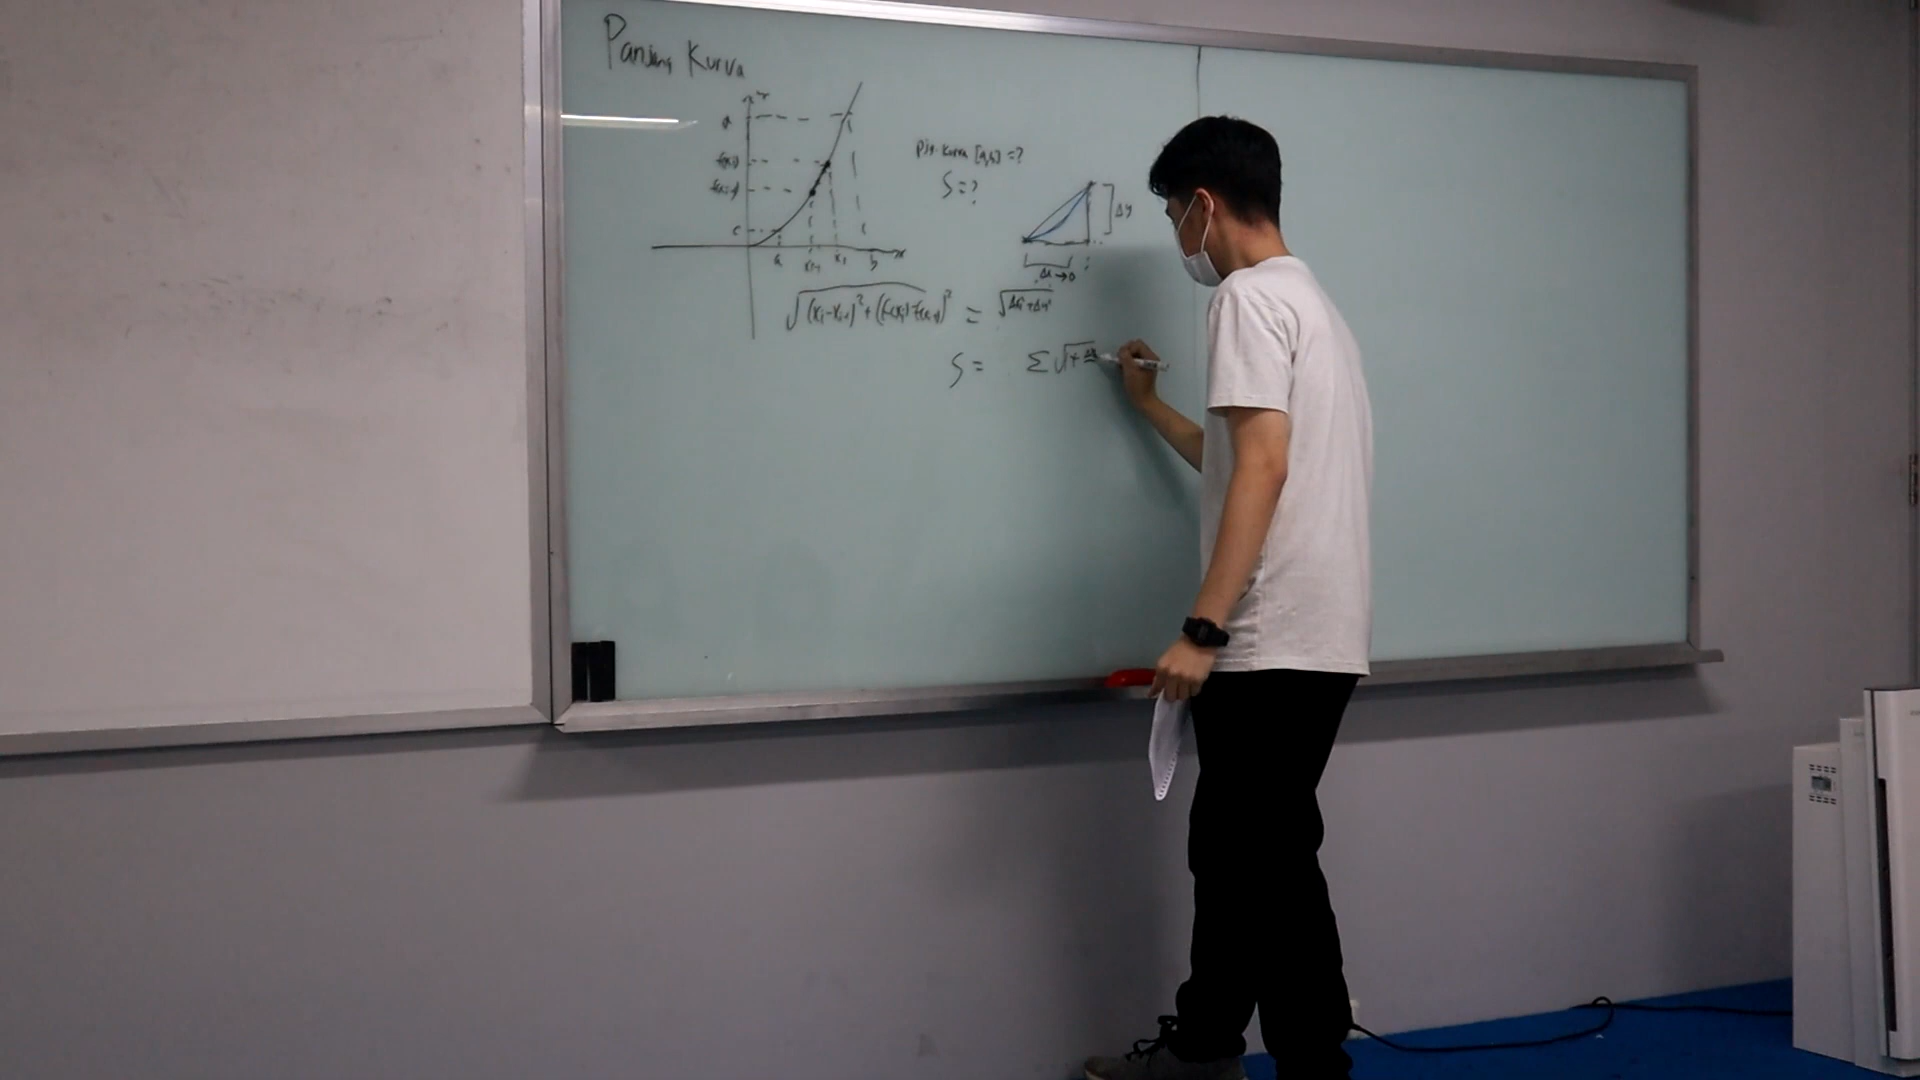 Panjang Kurva
y
d
f(xi)
f(xi-1)
c
a xi-1 xi b x
Pjg. Kurva [a,b] = ?
S = ?
Δy
Δx → 0
√(xi - xi-1)² + (f(xi) - f(xi-1))² = √Δx² + Δy²
S = Σ √1 +